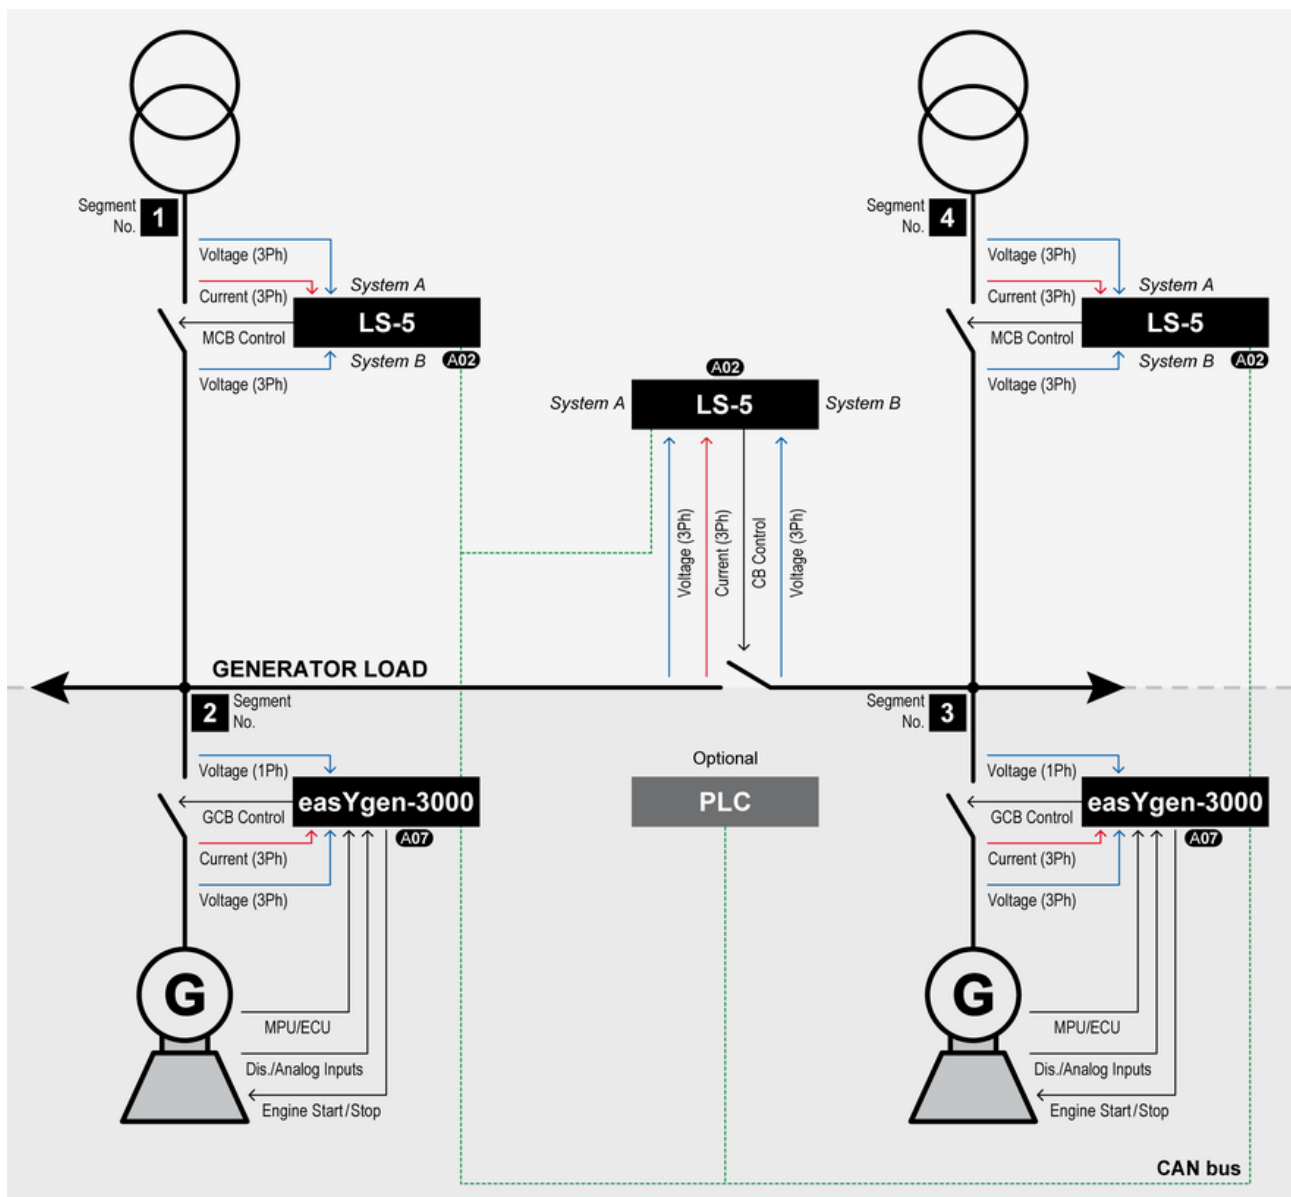 Segment
No.
1
Voltage (3Ph)
System A
Current (3Ph)
LS-5
MCB Control
System B
A02
Voltage (3Ph)
Segment
No.
4
Voltage (3Ph)
System A
Current (3Ph)
LS-5
MCB Control
System B
A02
Voltage (3Ph)
A02
System A
LS-5
System B
Voltage (3Ph)
Current (3Ph)
CB Control
Voltage (3Ph)
GENERATOR LOAD
2
Segment
No.
Voltage (1Ph)
easYgen-3000
GCB Control
A07
Current (3Ph)
Voltage (3Ph)
G
MPU/ECU
Dis./Analog Inputs
Engine Start/Stop
Optional
PLC
Segment
No.
3
Voltage (1Ph)
easYgen-3000
GCB Control
A07
Current (3Ph)
Voltage (3Ph)
G
MPU/ECU
Dis./Analog Inputs
Engine Start/Stop
CAN bus